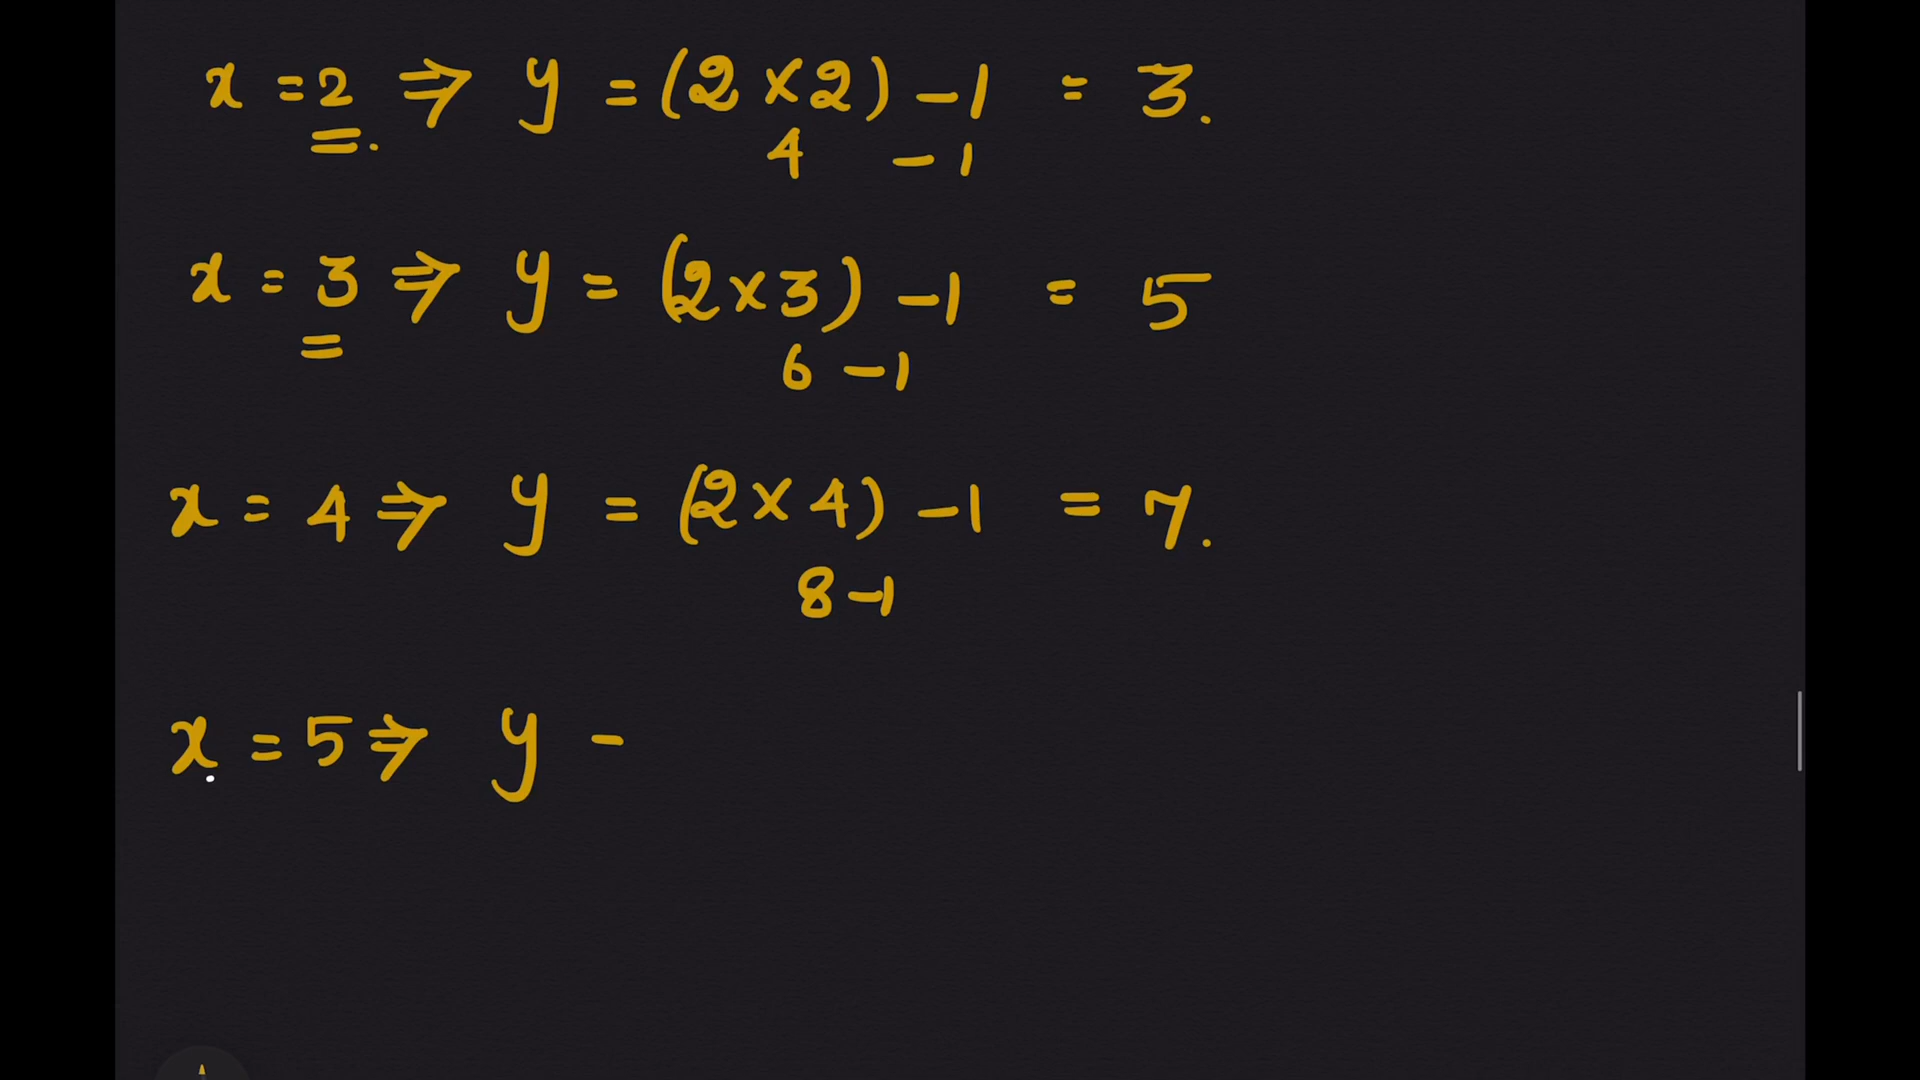 x = 2 ⇒ y = (2 × 2) - 1 = 3.
4 - 1
x = 3 ⇒ y = (2 × 3) - 1 = 5
6 - 1
x = 4 ⇒ y = (2 × 4) - 1 = 7.
8 - 1
x = 5 ⇒ y -